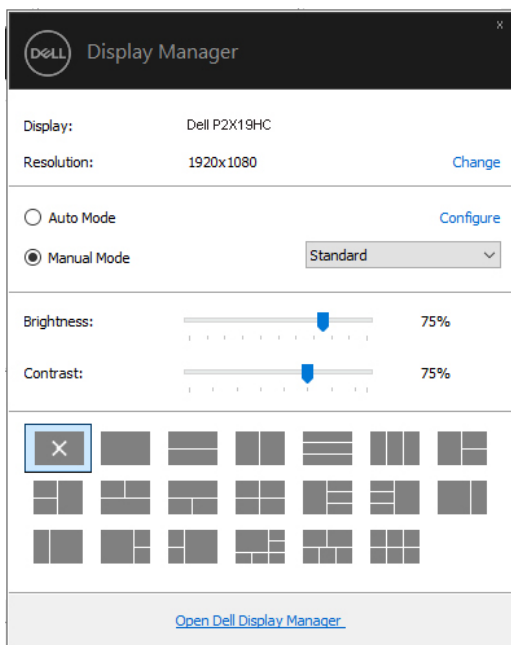 x
DELL Display Manager
Display: Dell P2X19HC
Resolution: 1920x1080 Change
Auto Mode Configure
Manual Mode Standard
Brightness: 75%
Contrast: 75%
Open Dell Display Manager